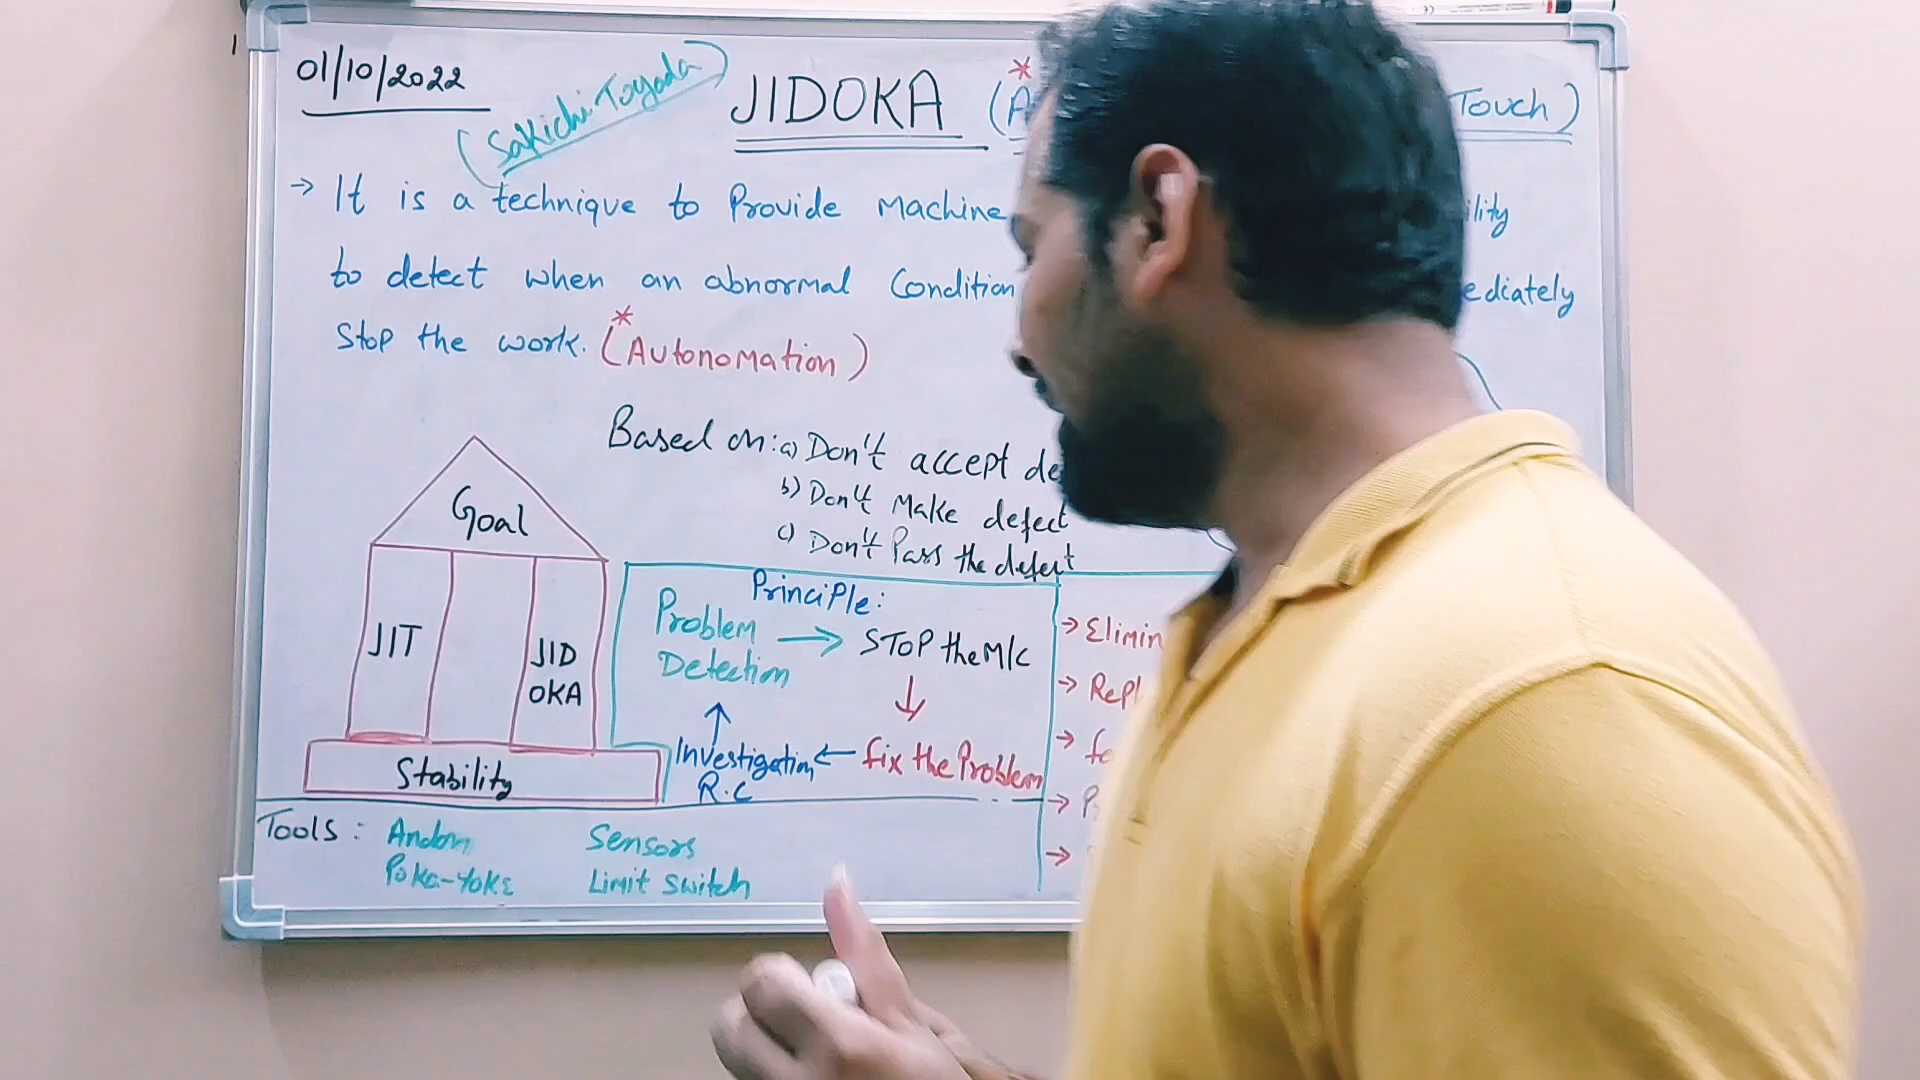 01/10/2022
(Sakichi Toyoda)
JIDOKA (A Touch)
→ It is a technique to Provide Machine ility
to detect when an abnormal Condition ediately
Stop the work. (*Autonomation)
Based on: a) Don't accept de
b) Don't Make defect
c) Don't Pass the defect
Goal
JIT
JID
OKA
Stability
Principle:
Problem
Detection → STOP the M/C
↓
fix the Problem
← Investigation
R.C
↑
→ Elimin
→ Repl
→ fo
→ P
→
Tools: Andon Sensors
Poka-Yoke Limit Switch